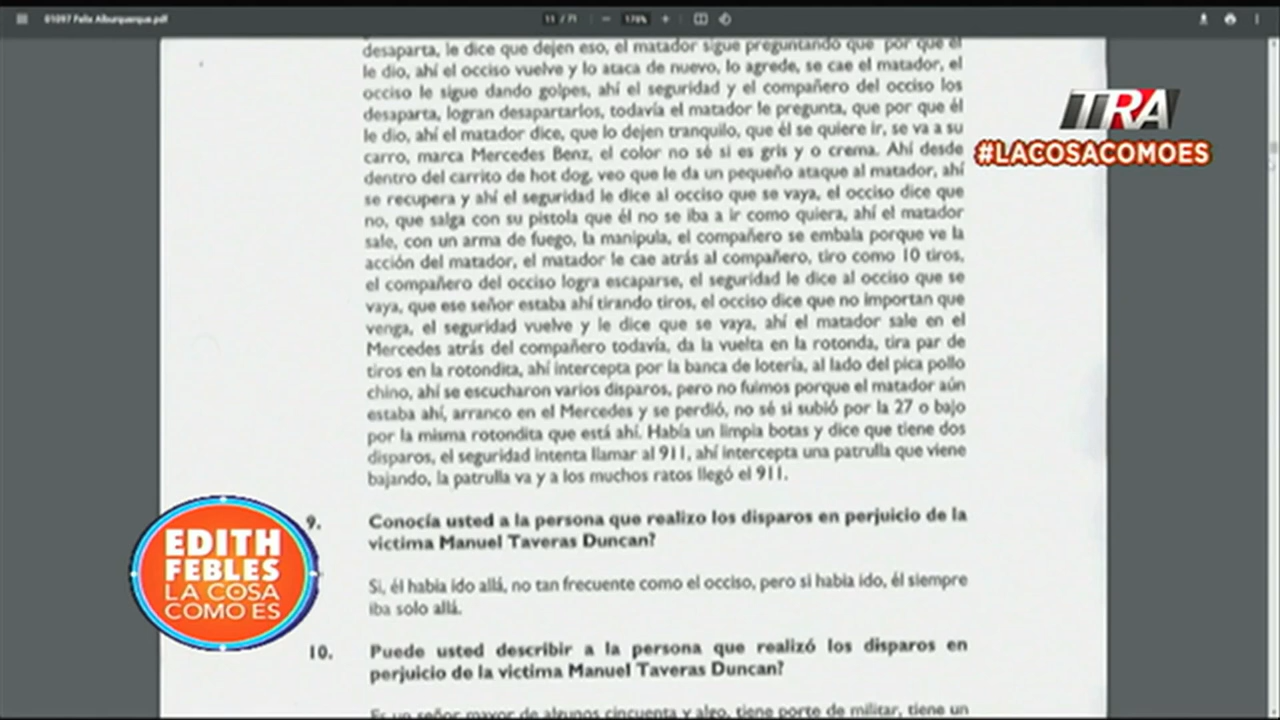 01097 Felix Alburquerque.pdf
11 / 71
170%
desaparta, le dice que dejen eso, el matador sigue preguntando que por que el
le dio, ahí el occiso vuelve y lo ataca de nuevo, lo agrede, se cae el matador, el
occiso le sigue dando golpes, ahí el seguridad y el compañero del occiso los
desaparta, logran desapartarlos, todavía el matador le pregunta, que por que él
le dio, ahí el matador dice, que lo dejen tranquilo, que él se quiere ir, se va a su
carro, marca Mercedes Benz, el color no sé si es gris y o crema. Ahí desde
dentro del carrito de hot dog, veo que le da un pequeño ataque al matador, ahí
se recupera y ahí el seguridad le dice al occiso que se vaya, el occiso dice que
no, que salga con su pistola que él no se iba a ir como quiera, ahí el matador
sale, con un arma de fuego, la manipula, el compañero se embala porque ve la
acción del matador, el matador le cae atrás al compañero, tiro como 10 tiros,
el compañero del occiso logra escaparse, el seguridad le dice al occiso que se
vaya, que ese señor estaba ahí tirando tiros, el occiso dice que no importan que
venga, el seguridad vuelve y le dice que se vaya, ahí el matador sale en el
Mercedes atrás del compañero todavía, da la vuelta en la rotonda, tira par de
tiros en la rotondita, ahí intercepta por la banca de lotería, al lado del pica pollo
chino, ahí se escucharon varios disparos, pero no fuimos porque el matador aún
estaba ahí, arranco en el Mercedes y se perdió, no sé si subió por la 27 o bajo
por la misma rotondita que está ahí. Había un limpia botas y dice que tiene dos
disparos, el seguridad intenta llamar al 911, ahí intercepta una patrulla que viene
bajando, la patrulla va y a los muchos ratos llegó el 911.
9. Conocía usted a la persona que realizo los disparos en perjuicio de la
victima Manuel Taveras Duncan?
Si, él habia ido allá, no tan frecuente como el occiso, pero si habia ido, él siempre
iba solo allá.
10. Puede usted describir a la persona que realizó los disparos en
perjuicio de la victima Manuel Taveras Duncan?
Es un señor mayor de algunos cincuenta y algo, tiene porte de militar, tiene un
TRA
#LACOSACOMOES
EDITH
FEBLES
LA COSA
COMO ES